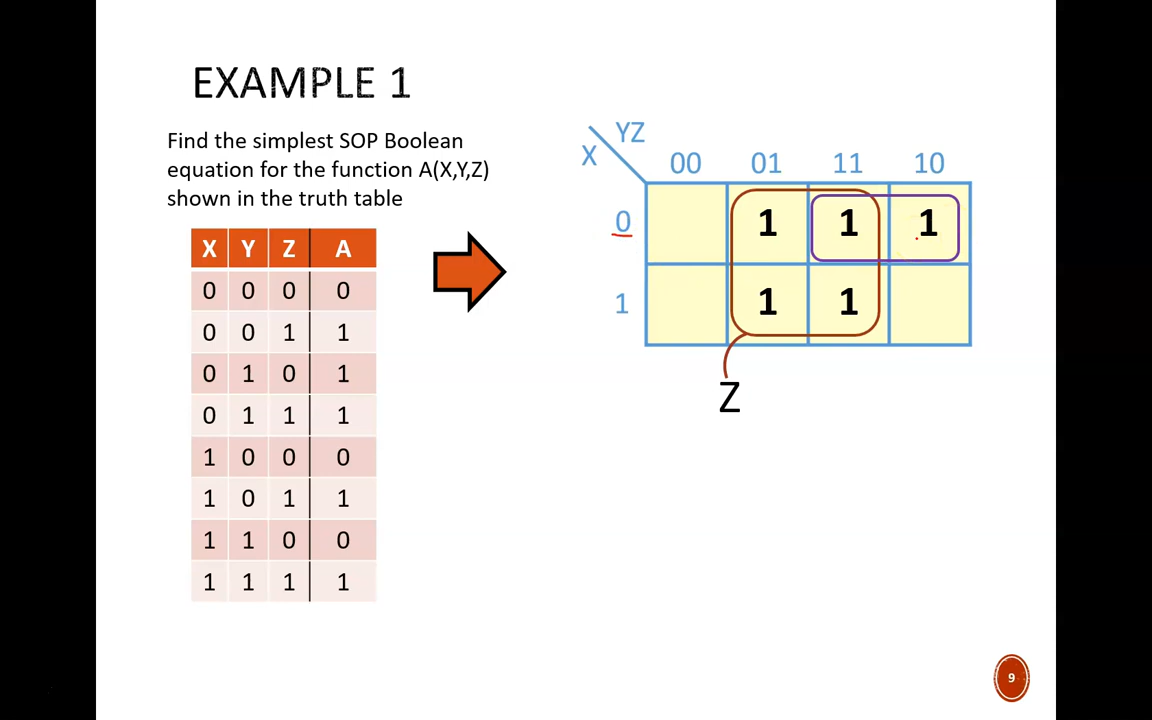 EXAMPLE 1
Find the simplest SOP Boolean
equation for the function A(X,Y,Z)
shown in the truth table
X Y Z A
0 0 0 0
0 0 1 1
0 1 0 1
0 1 1 1
1 0 0 0
1 0 1 1
1 1 0 0
1 1 1 1
YZ
X
00 01 11 10
0 1 1 1
1 1 1
Z
9